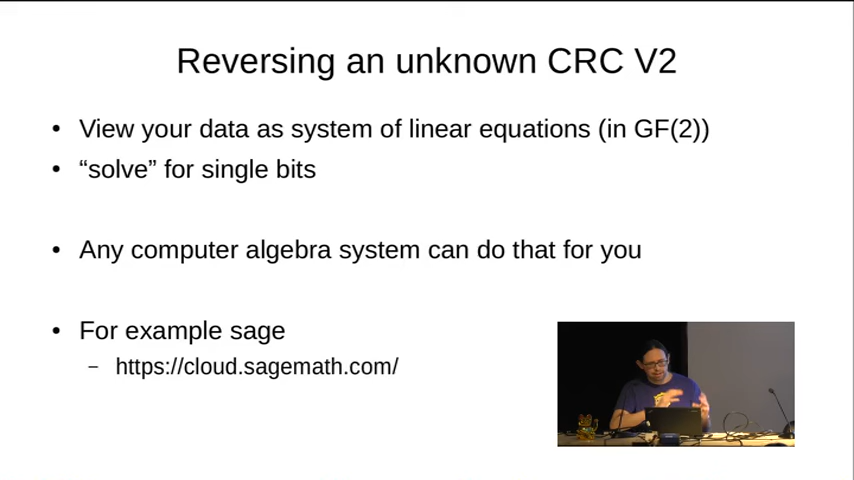 Reversing an unknown CRC V2
• View your data as system of linear equations (in GF(2))
• “solve” for single bits
• Any computer algebra system can do that for you
• For example sage
– https://cloud.sagemath.com/